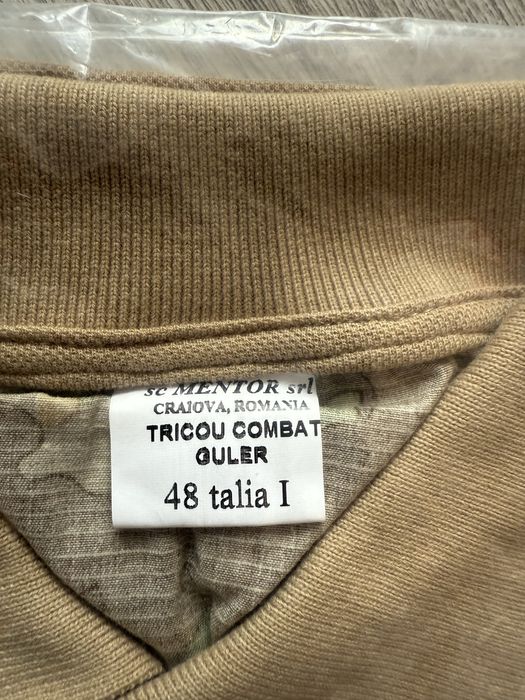 sc MENTOR srl
CRAIOVA, ROMANIA
TRICOU COMBAT
GULER
48 talia I